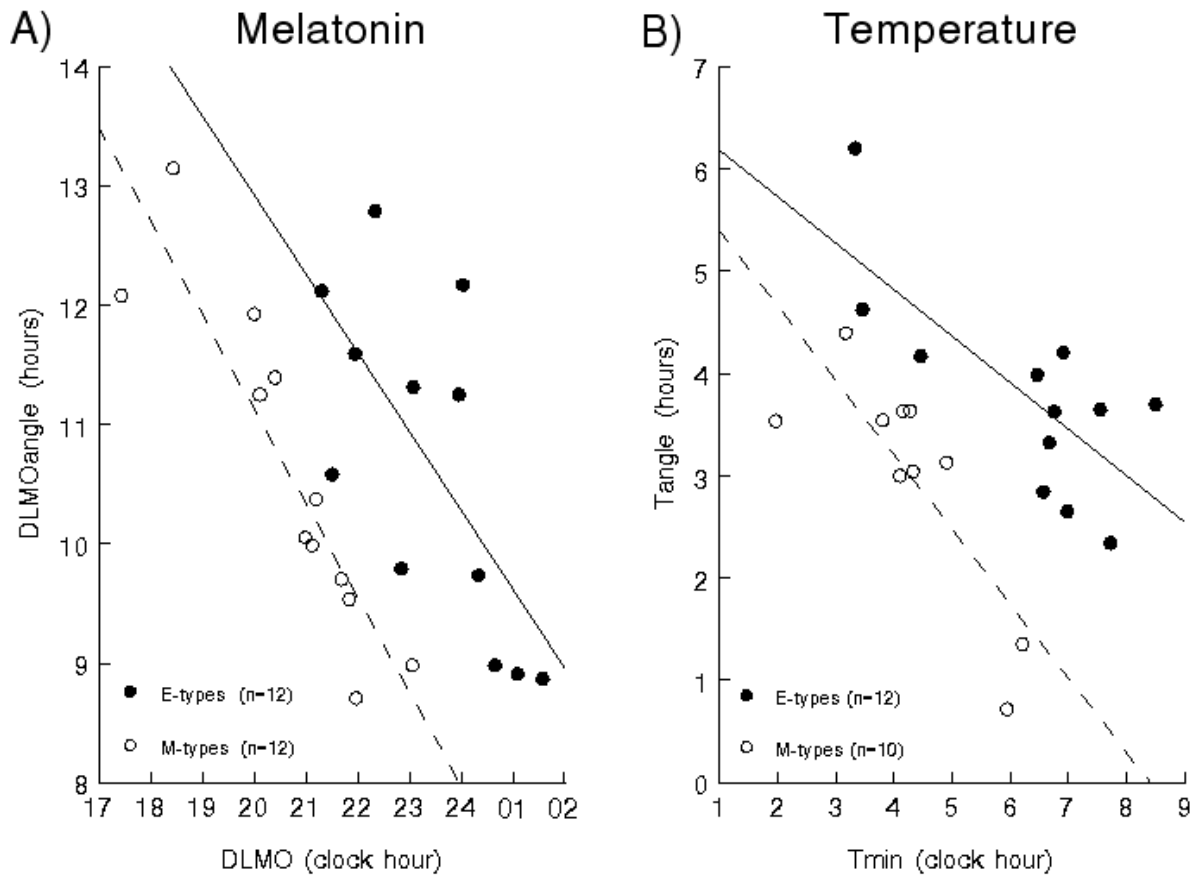 A) Melatonin
14
13
12
11
10
9
8
DLMOangle (hours)
E-types (n=12)
M-types (n=12)
17 18 19 20 21 22 23 24 01 02
DLMO (clock hour)
B) Temperature
7
6
5
4
3
2
1
0
Tangle (hours)
E-types (n=12)
M-types (n=10)
1 2 3 4 5 6 7 8 9
Tmin (clock hour)